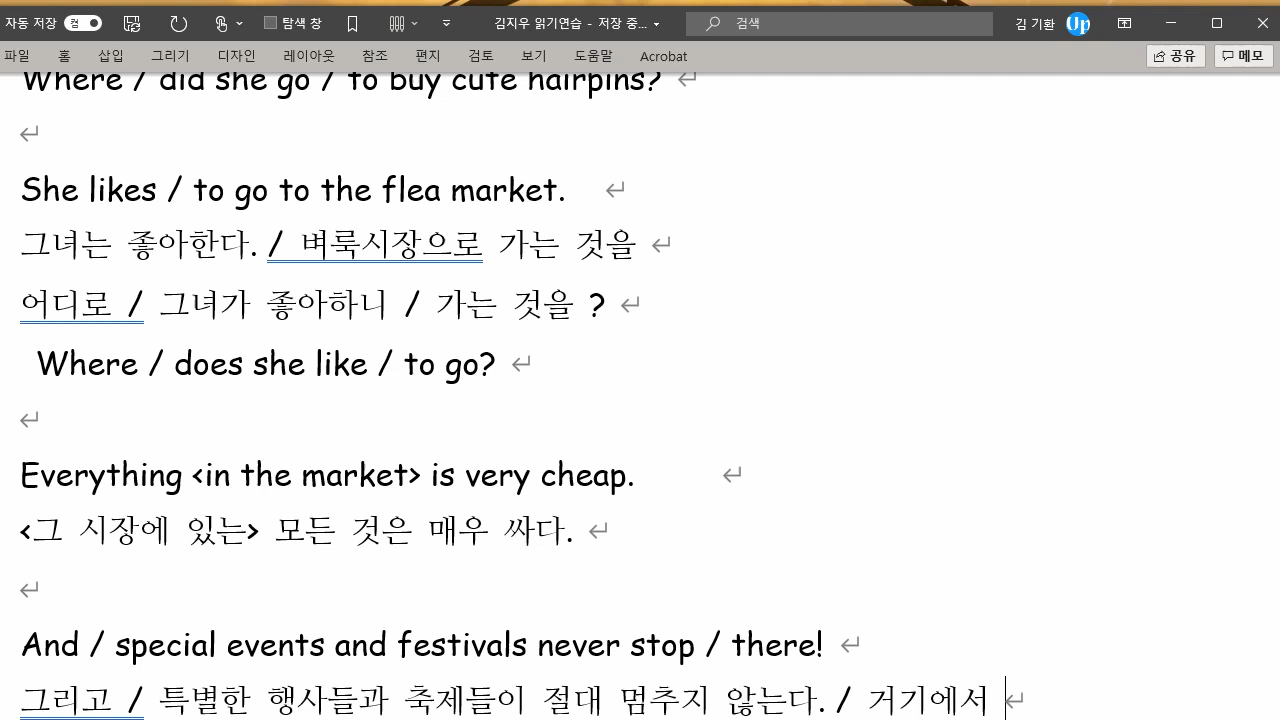 자동 저장 컴 탐색 창 김지우 읽기연습 - 저장 중... 검색 김 기환 Up
파일 홈 삽입 그리기 디자인 레이아웃 참조 편지 검토 보기 도움말 Acrobat 공유 메모
Where / did she go / to buy cute hairpins?
She likes / to go to the flea market.
그녀는 좋아한다. / 벼룩시장으로 가는 것을
어디로 / 그녀가 좋아하니 / 가는 것을 ?
Where / does she like / to go?
Everything <in the market> is very cheap.
<그 시장에 있는> 모든 것은 매우 싸다.
And / special events and festivals never stop / there!
그리고 / 특별한 행사들과 축제들이 절대 멈추지 않는다. / 거기에서